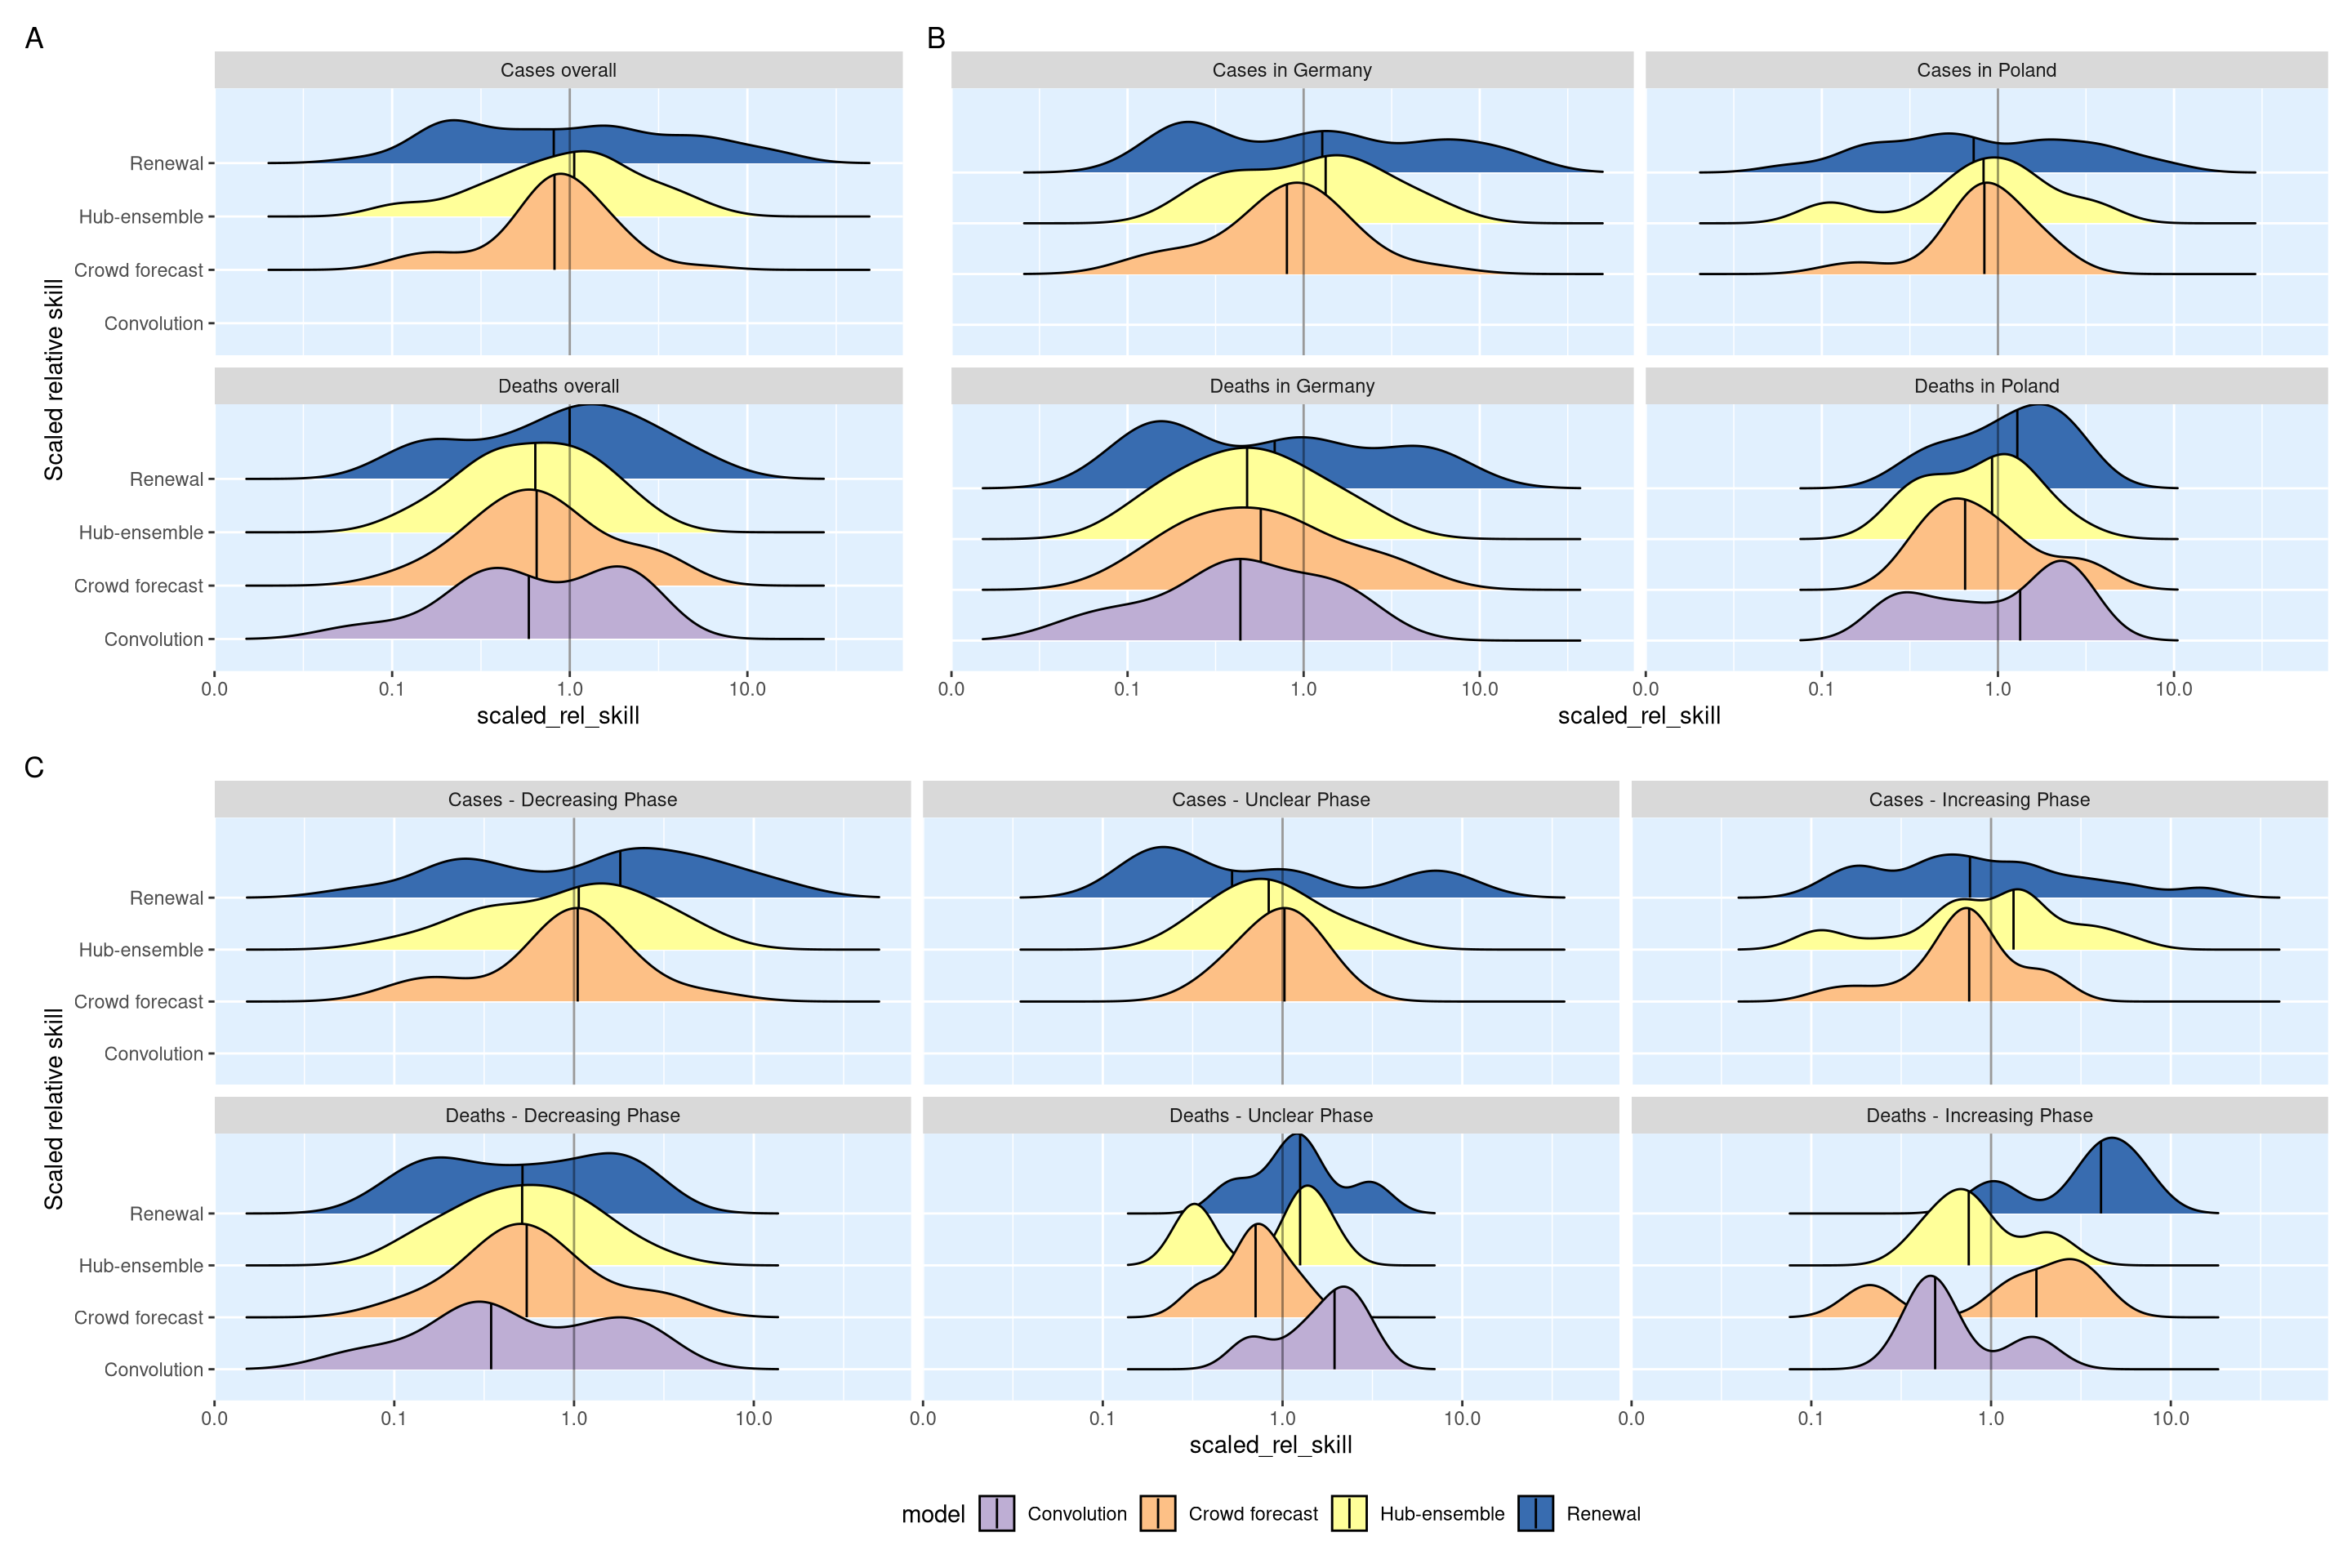 A
Cases overall
Renewal
Hub-ensemble
Crowd forecast
Convolution
Deaths overall
Renewal
Hub-ensemble
Crowd forecast
Convolution
0.0 0.1 1.0 10.0
scaled_rel_skill
Scaled relative skill
B
Cases in Germany Cases in Poland
Deaths in Germany Deaths in Poland
0.0 0.1 1.0 10.0 0.0 0.1 1.0 10.0
scaled_rel_skill
C
Cases - Decreasing Phase Cases - Unclear Phase Cases - Increasing Phase
Renewal
Hub-ensemble
Crowd forecast
Convolution
Deaths - Decreasing Phase Deaths - Unclear Phase Deaths - Increasing Phase
Renewal
Hub-ensemble
Crowd forecast
Convolution
0.0 0.1 1.0 10.0 0.0 0.1 1.0 10.0 0.0 0.1 1.0 10.0
scaled_rel_skill
Scaled relative skill
model Convolution Crowd forecast Hub-ensemble Renewal